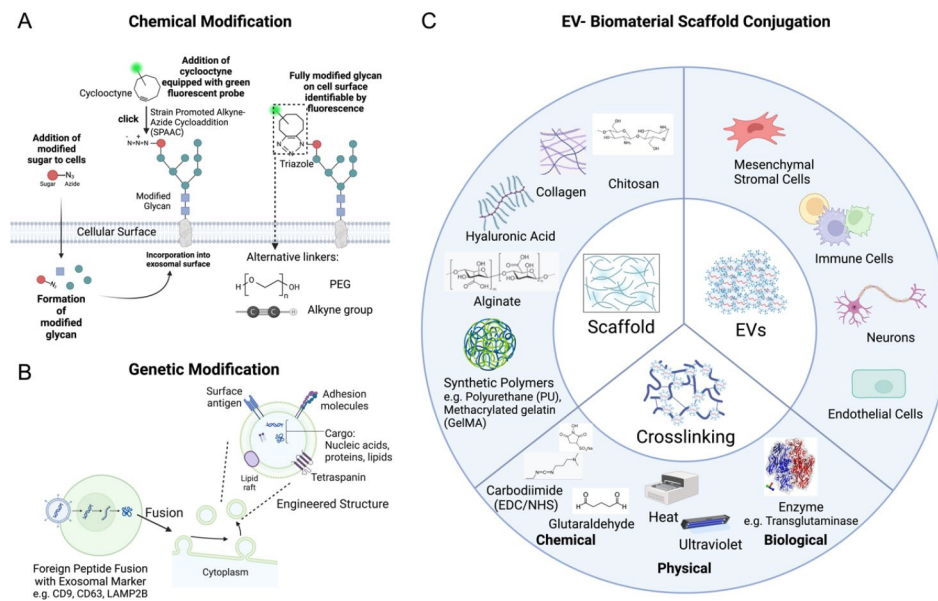 A
Chemical Modification
Cyclooctyne
Addition of
cyclooctyne
equipped with green
fluorescent probe
click
Strain Promoted Alkyne-
Azide Cycloaddition
(SPAAC)
Fully modified glycan
on cell surface
identifiable by
fluorescence
Addition of
modified
sugar to cells
N₃
Sugar
Azide
- +
N=N=N
N N
N
Triazole
Modified
Glycan
Cellular Surface
Incorporation into
exosomal surface
N₃
Formation
of
modified
glycan
Alternative linkers:
H O OH
n
PEG
C C H
Alkyne group
B
Genetic Modification
Surface
antigen
Adhesion
molecules
Cargo:
Nucleic acids,
proteins, lipids
Lipid
raft
Tetraspanin
Engineered Structure
Fusion
Cytoplasm
Foreign Peptide Fusion
with Exosomal Marker
e.g. CD9, CD63, LAMP2B
C
EV- Biomaterial Scaffold Conjugation
Collagen
Chitosan
Hyaluronic Acid
Alginate
Synthetic Polymers
e.g. Polyurethane (PU),
Methacrylated gelatin
(GelMA)
Scaffold
EVs
Crosslinking
Mesenchymal
Stromal Cells
Immune Cells
Neurons
Endothelial Cells
Carbodiimide
(EDC/NHS)
Glutaraldehyde
Chemical
Heat
Ultraviolet
Physical
Enzyme
e.g. Transglutaminase
Biological